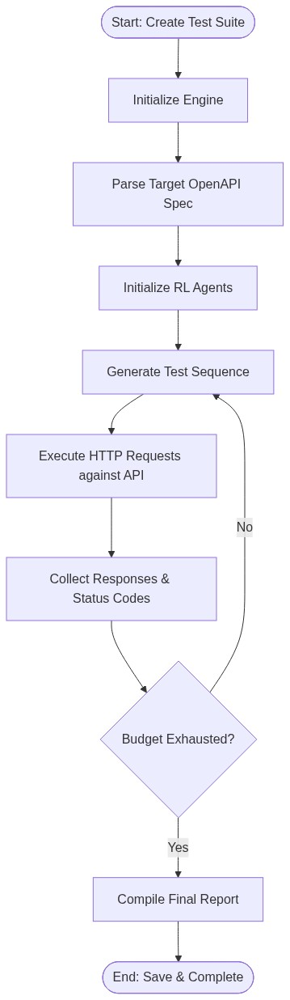 Start: Create Test Suite
Initialize Engine
Parse Target OpenAPI
Spec
Initialize RL Agents
Generate Test Sequence
Execute HTTP Requests
against API
No
Collect Responses &
Status Codes
Budget Exhausted?
Yes
Compile Final Report
End: Save & Complete